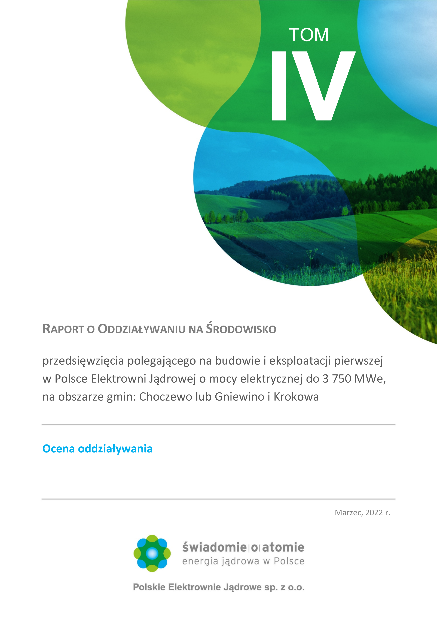 TOM
IV
RAPORT O ODDZIAŁYWANIU NA ŚRODOWISKO
przedsięwzięcia polegającego na budowie i eksploatacji pierwszej
w Polsce Elektrowni Jądrowej o mocy elektrycznej do 3 750 MWe,
na obszarze gmin: Choczewo lub Gniewino i Krokowa
Ocena oddziaływania
Marzec, 2022 r.
świadomie|o|atomie
energia jądrowa w Polsce
Polskie Elektrownie Jądrowe sp. z o.o.